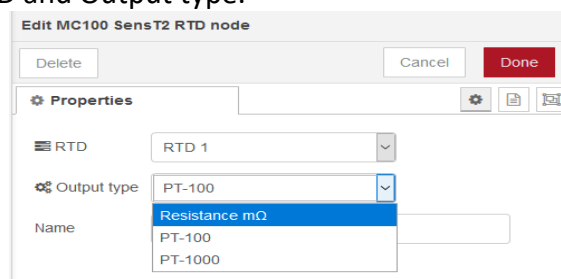 D and Output type.
Edit MC100 SensT2 RTD node
Delete Cancel Done
Properties
RTD RTD 1
Output type PT-100
Resistance mΩ
Name
PT-100
PT-1000